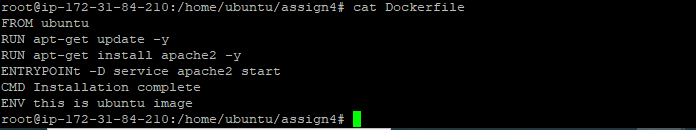 root@ip-172-31-84-210:/home/ubuntu/assign4# cat Dockerfile
FROM ubuntu
RUN apt-get update -y
RUN apt-get install apache2 -y
ENTRYPOINt -D service apache2 start
CMD Installation complete
ENV this is ubuntu image
root@ip-172-31-84-210:/home/ubuntu/assign4#